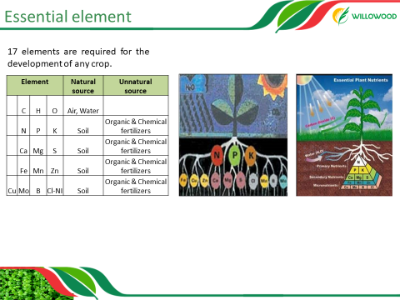 Essential element
WILLOWOOD
17 elements are required for the
development of any crop.
Element Natural source Unnatural source
C H O Air, Water
N P K Soil Organic & Chemical fertilizers
Ca Mg S Soil Organic & Chemical fertilizers
Fe Mn Zn Soil Organic & Chemical fertilizers
Cu Mo B Cl-NI Soil Organic & Chemical fertilizers
N P K
Essential Plant Nutrients
Primary Nutrients
Secondary Nutrients
Micronutrients